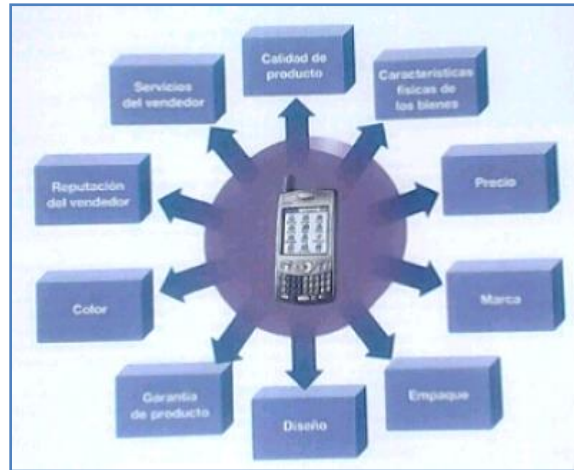 Calidad de
producto
Características
físicas de
los bienes
Precio
Marca
Empaque
Diseño
Garantía
de producto
Color
Reputación
del vendedor
Servicios
del vendedor